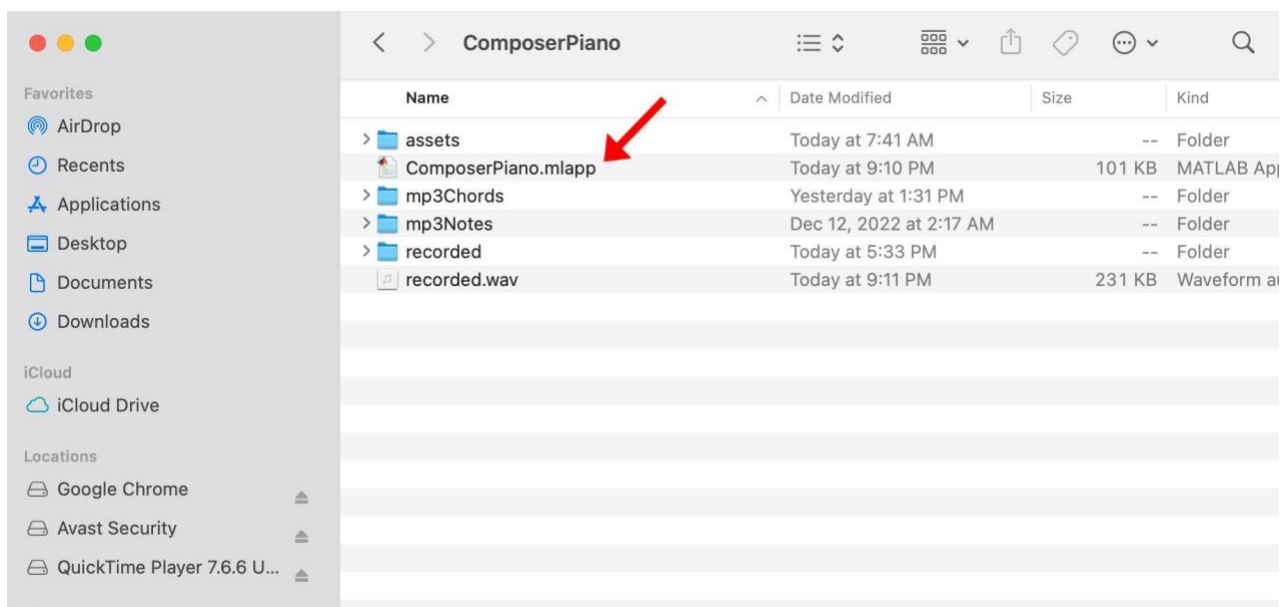 ComposerPiano
Favorites
AirDrop
Recents
Applications
Desktop
Documents
Downloads
iCloud
iCloud Drive
Locations
Google Chrome
Avast Security
QuickTime Player 7.6.6 U...
Name Date Modified Size Kind
assets Today at 7:41 AM -- Folder
ComposerPiano.mlapp Today at 9:10 PM 101 KB MATLAB App
mp3Chords Yesterday at 1:31 PM -- Folder
mp3Notes Dec 12, 2022 at 2:17 AM -- Folder
recorded Today at 5:33 PM -- Folder
recorded.wav Today at 9:11 PM 231 KB Waveform au